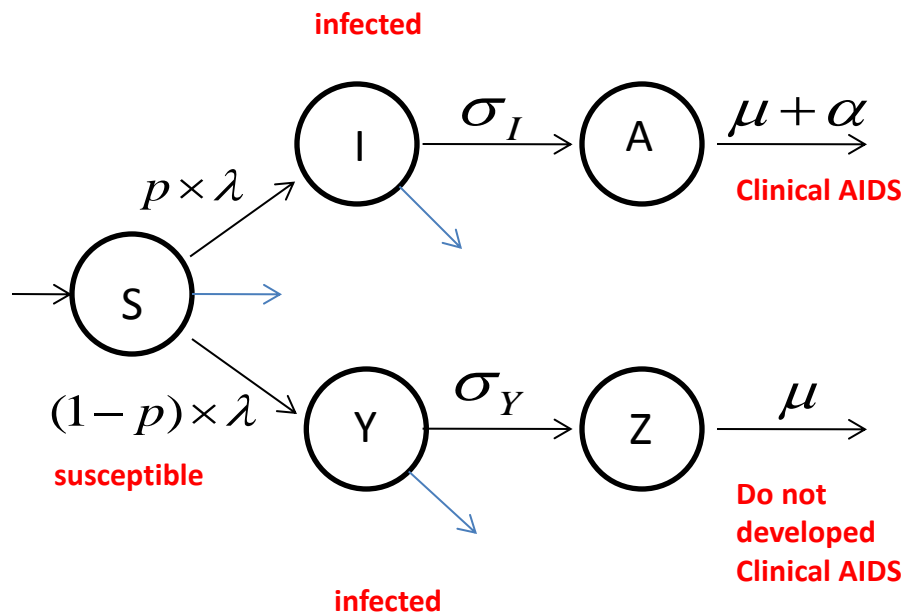 infected
I
σ_I
A
μ + α
Clinical AIDS
p × λ
S
(1 − p) × λ
susceptible
Y
σ_Y
Z
μ
Do not
developed
Clinical AIDS
infected